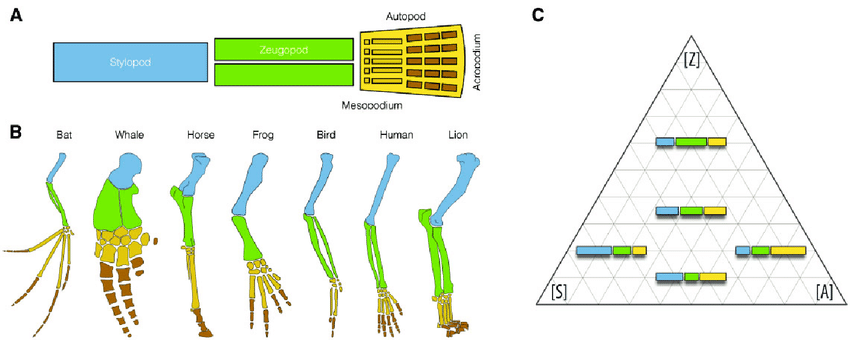 A
Autopod
Stylopod
Zeugopod
Acropodium
Mesopodium
B
Bat
Whale
Horse
Frog
Bird
Human
Lion
C
[Z]
[S]
[A]